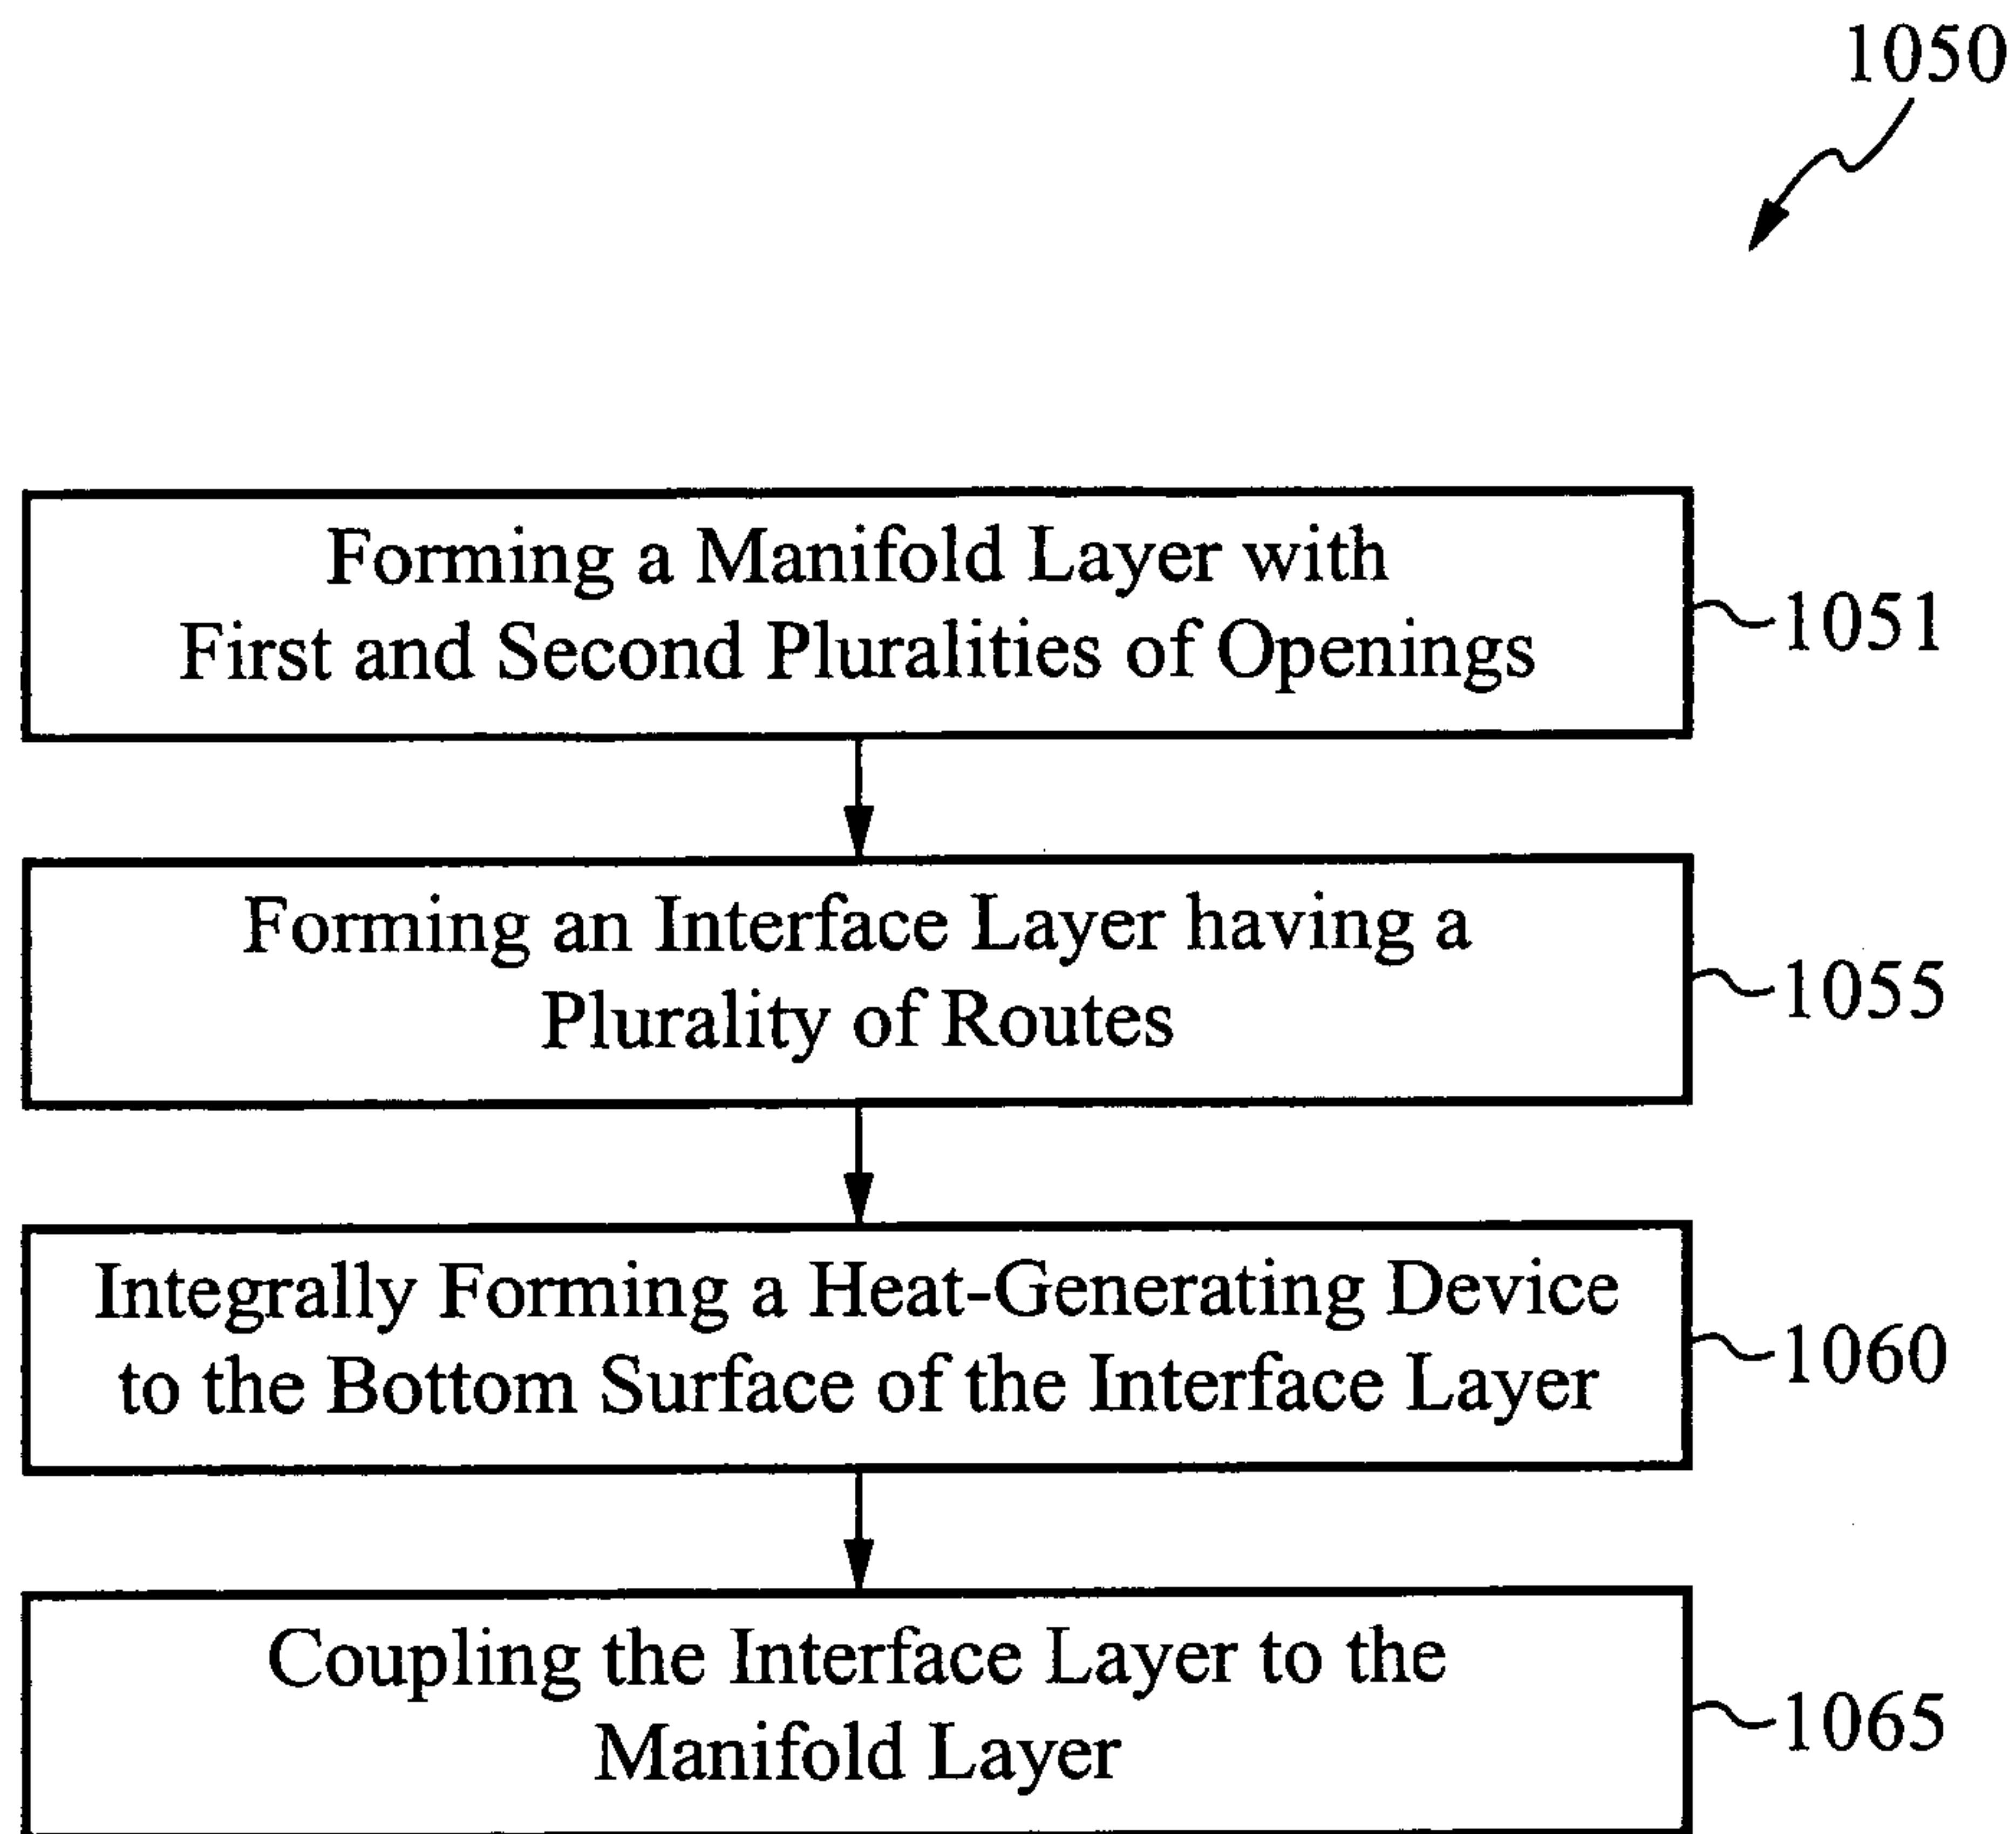 1050
Forming a Manifold Layer with
First and Second Pluralities of Openings
1051
Forming an Interface Layer having a
Plurality of Routes
1055
Integrally Forming a Heat-Generating Device
to the Bottom Surface of the Interface Layer
1060
Coupling the Interface Layer to the
Manifold Layer
1065